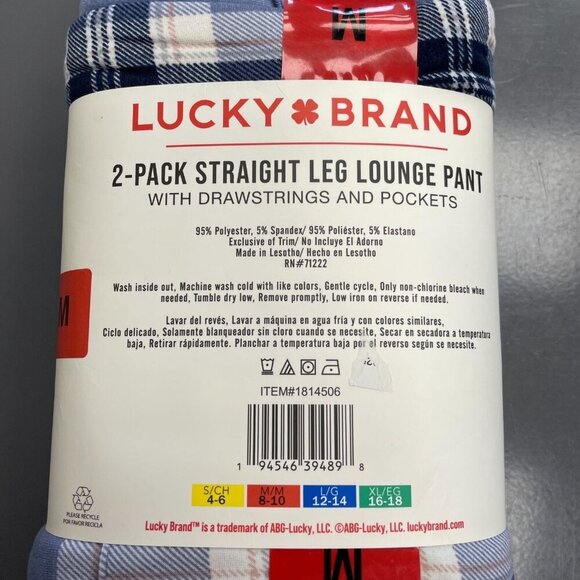 M
LUCKY BRAND
2-PACK STRAIGHT LEG LOUNGE PANT
WITH DRAWSTRINGS AND POCKETS
95% Polyester, 5% Spandex/ 95% Poliéster, 5% Elastano
Exclusive of Trim/ No Incluye El Adorno
Made in Lesotho/ Hecho en Lesotho
RN#71222
M
Wash inside out, Machine wash cold with like colors, Gentle cycle, Only non-chlorine bleach when
needed, Tumble dry low, Remove promptly, Low iron on reverse if needed.
Lavar del revés, Lavar a máquina en agua fría y con colores similares,
Ciclo delicado, Solamente blanqueador sin cloro cuando se necesite, Secar en secadora a temperatura
baja, Retirar rápidamente. Planchar a temperatura baja por el reverso según se necesite.
ITEM#1814506
1 94546 39489 8
S/CH 4-6
M/M 8-10
L/G 12-14
XL/EG 16-18
PLEASE RECYCLE
POR FAVOR RECICLA
Lucky Brand™ is a trademark of ABG-Lucky, LLC. ©ABG-Lucky, LLC. luckybrand.com
M